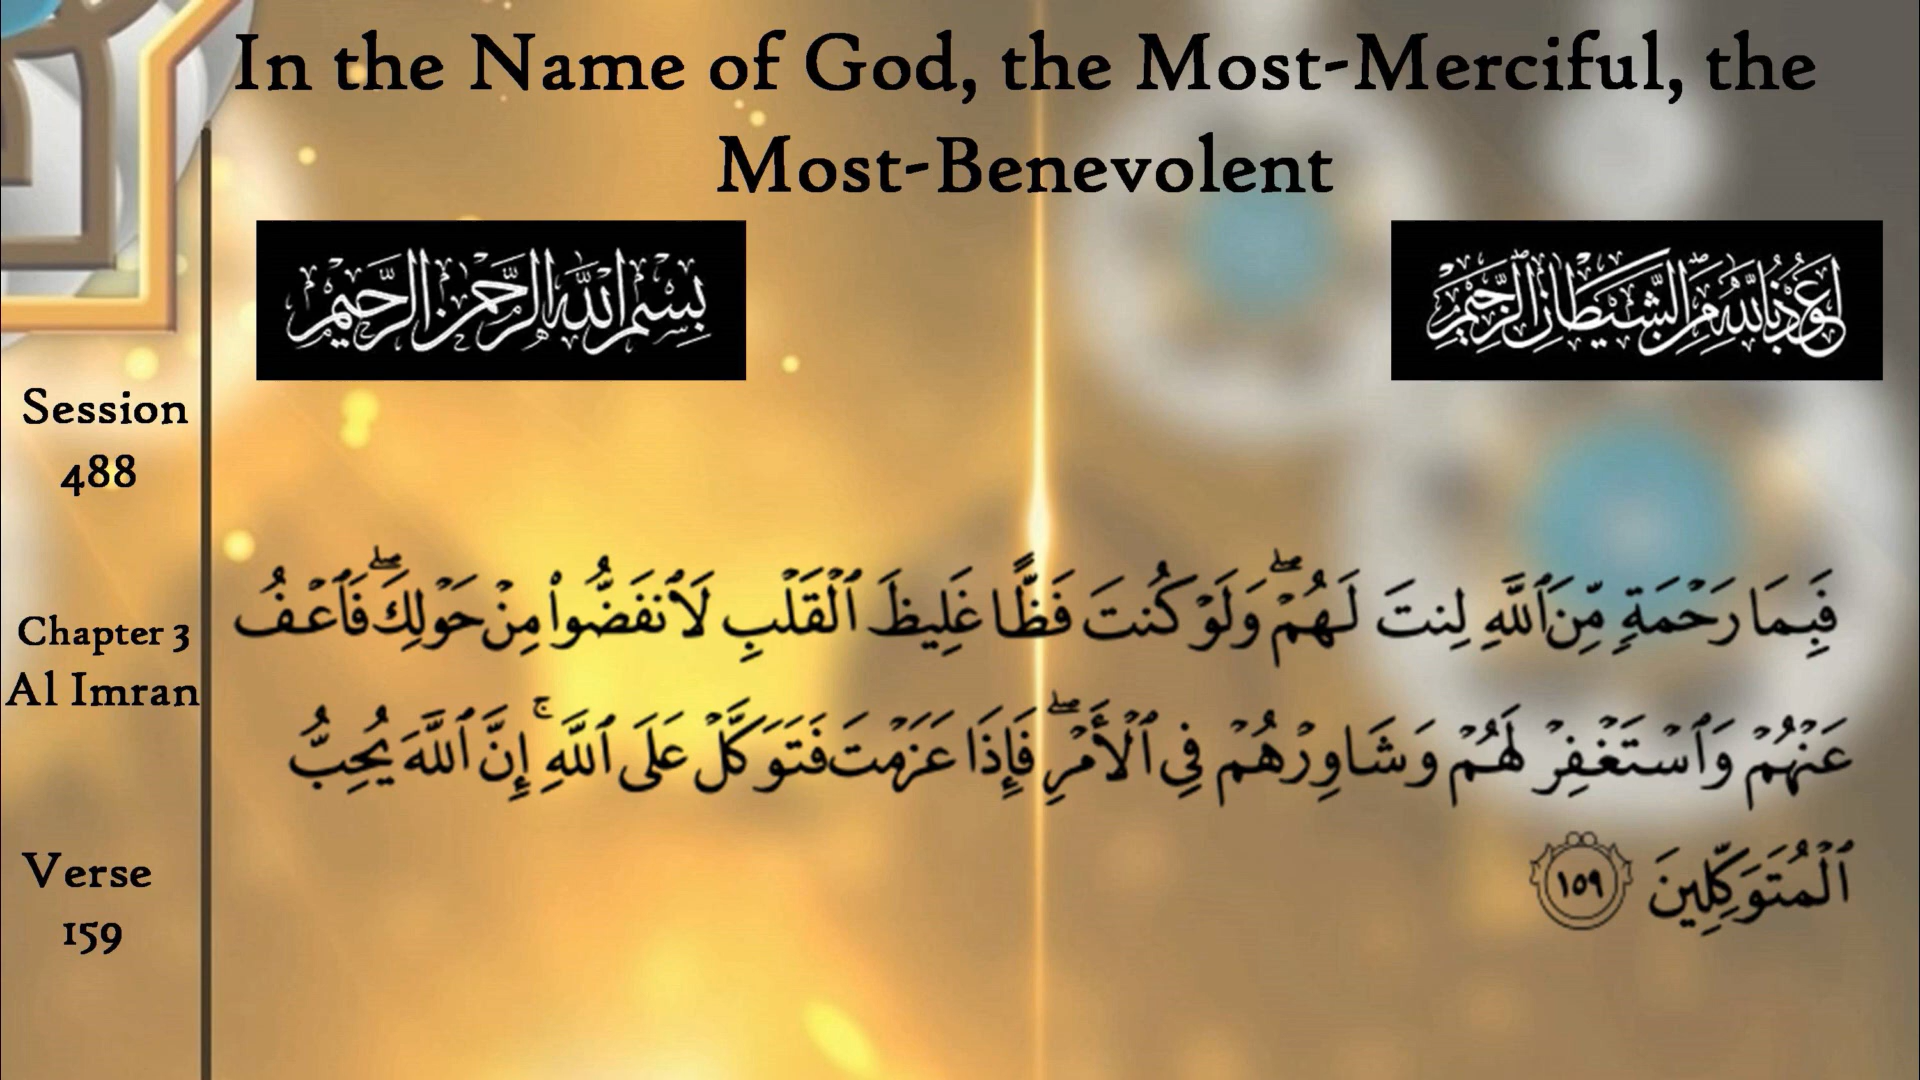 In the Name of God, the Most-Merciful, the
Most-Benevolent
بِسْمِ اللَّهِ الرَّحْمَنِ الرَّحِيمِ
أَعُوذُ بِاللَّهِ مِنَ الشَّيْطَانِ الرَّجِيمِ
Session
488
Chapter 3
Al Imran
Verse
159
فَبِمَا رَحْمَةٍ مِّنَ ٱللَّهِ لِنتَ لَهُمْ ۖ وَلَوْ كُنتَ فَظًّا غَلِيظَ ٱلْقَلْبِ لَٱنفَضُّوا۟ مِنْ حَوْلِكَ ۖ فَٱعْفُ
عَنْهُمْ وَٱسْتَغْفِرْ لَهُمْ وَشَاوِرْهُمْ فِى ٱلْأَمْرِ ۖ فَإِذَا عَزَمْتَ فَتَوَكَّلْ عَلَى ٱللَّهِ ۚ إِنَّ ٱللَّهَ يُحِبُّ
ٱلْمُتَوَكِّلِينَ ١٥٩